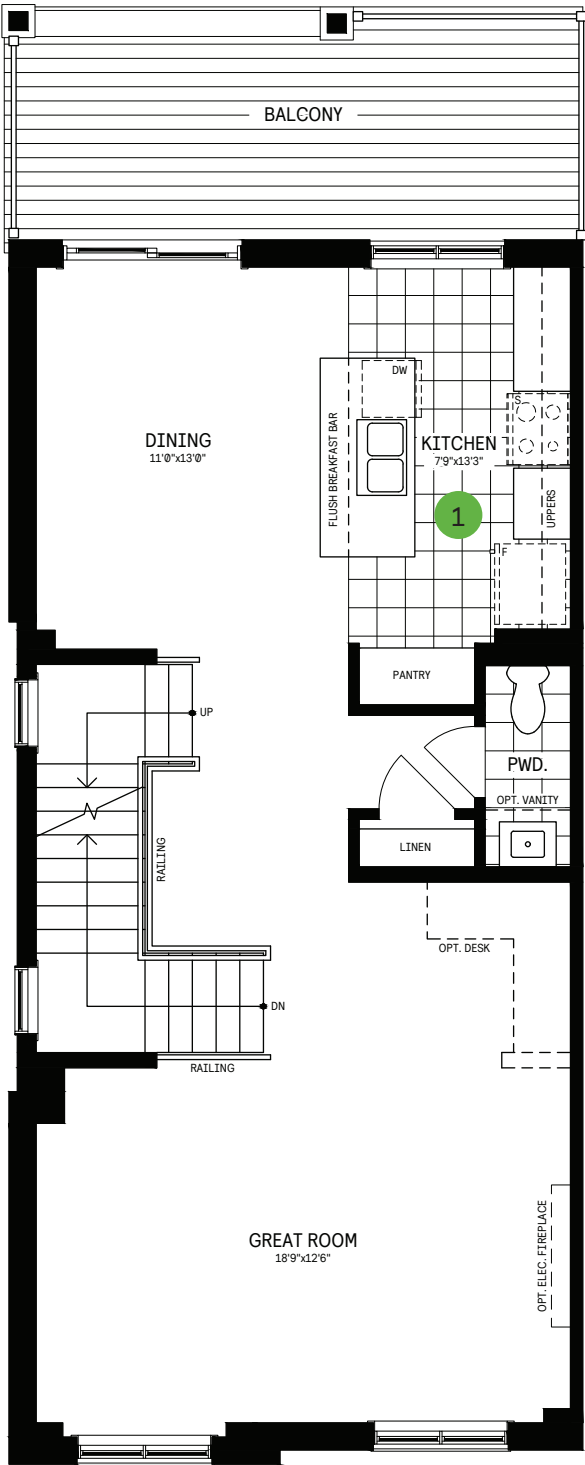 BALCONY
DW
S
DINING
11'0"x13'0"
FLUSH BREAKFAST BAR
KITCHEN
7'9"x13'3"
1
UPPERS
F
PANTRY
UP
PWD.
OPT. VANITY
LINEN
RAILING
OPT. DESK
DN
RAILING
GREAT ROOM
18'9"x12'6"
OPT. ELEC. FIREPLACE